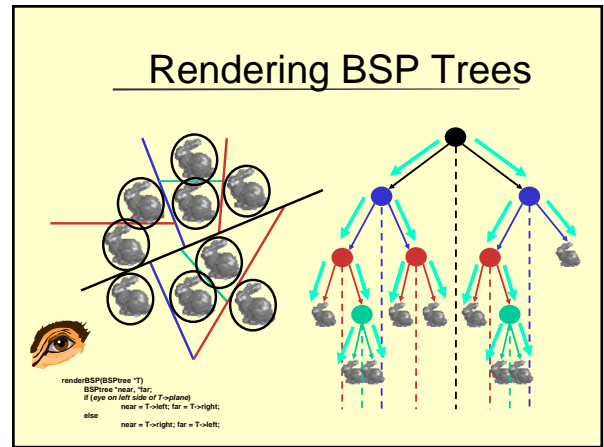 Rendering BSP Trees
renderBSP(BSPtree *T)
BSPtree *near, *far;
if (eye on left side of T->plane)
near = T->left; far = T->right;
else
near = T->right; far = T->left;